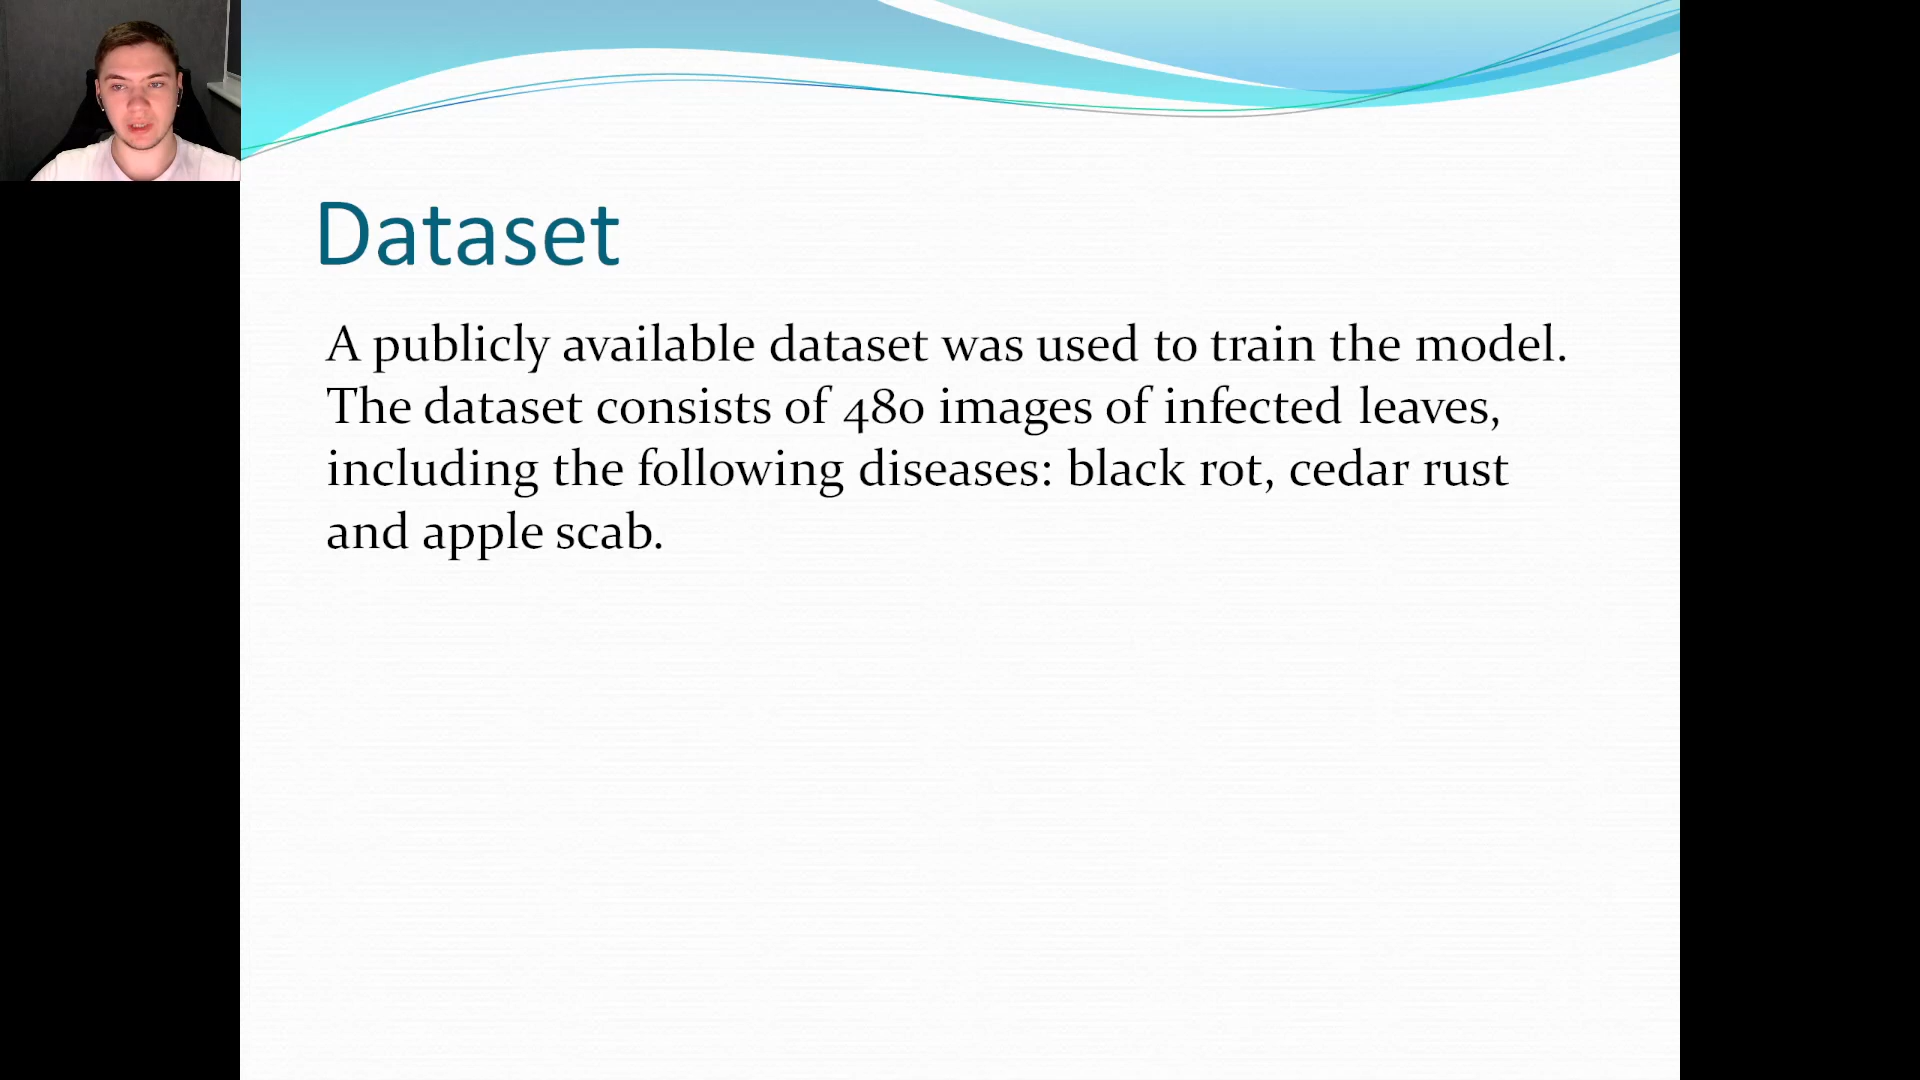 Dataset
A publicly available dataset was used to train the model.
The dataset consists of 480 images of infected leaves,
including the following diseases: black rot, cedar rust
and apple scab.